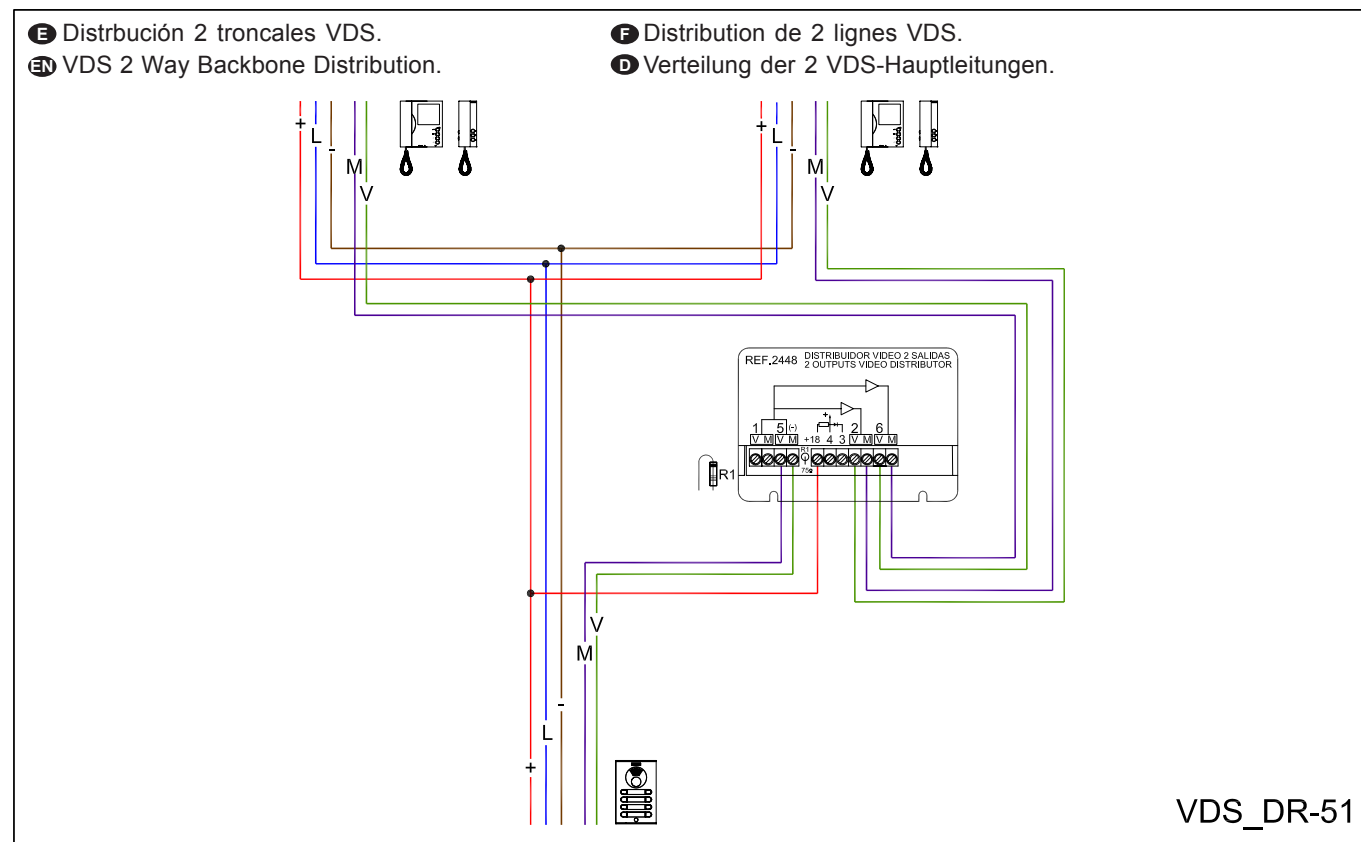 E Distrbución 2 troncales VDS.
EN VDS 2 Way Backbone Distribution.
F Distribution de 2 lignes VDS.
D Verteilung der 2 VDS-Hauptleitungen.
+ L - M V
+ L - M V
REF.2448 DISTRIBUIDOR VIDEO 2 SALIDAS
2 OUTPUTS VIDEO DISTRIBUTOR
+
1 5 (-) 2 6
V M V M +18 4 3 V M V M
R1
75Ω
R1
V
M
-
L
+
VDS_DR-51